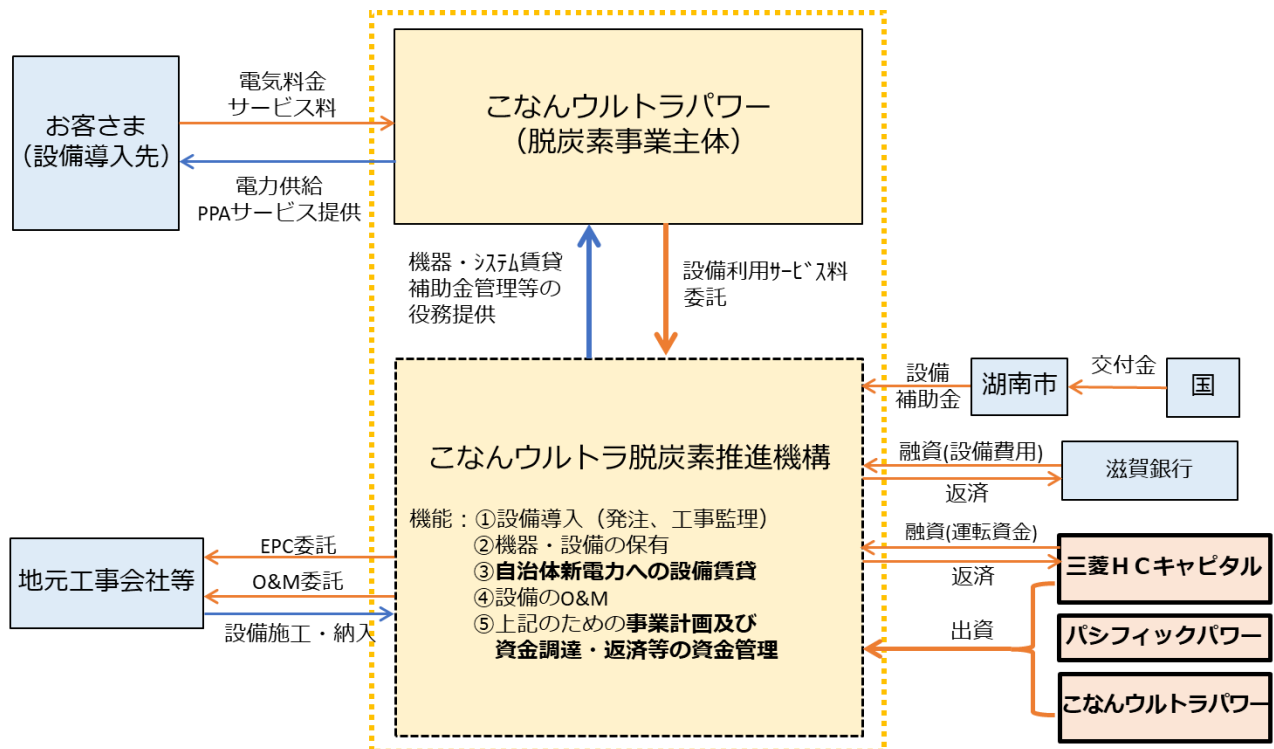 お客さま
（設備導入先）
電気料金
サービス料
電力供給
PPAサービス提供
こなんウルトラパワー
（脱炭素事業主体）
機器・ｼｽﾃﾑ賃貸
補助金管理等の
役務提供
設備利用ｻｰﾋﾞｽ料
委託
こなんウルトラ脱炭素推進機構
機能：①設備導入（発注、工事監理）
②機器・設備の保有
③自治体新電力への設備賃貸
④設備のO&M
⑤上記のための事業計画及び
資金調達・返済等の資金管理
地元工事会社等
EPC委託
O&M委託
設備施工・納入
設備
補助金
湖南市
交付金
国
融資(設備費用)
返済
滋賀銀行
融資(運転資金)
返済
三菱ＨＣキャピタル
出資
パシフィックパワー
こなんウルトラパワー